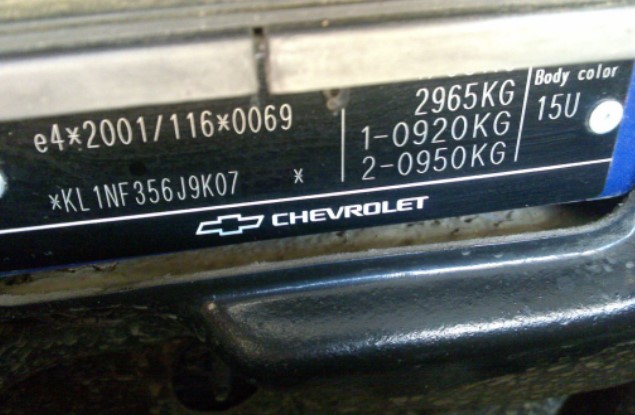 2965KG
Body color
e4*2001/116*0069
1-0920KG
15U
2-0950KG
*KL1NF356J9K07 *
CHEVROLET